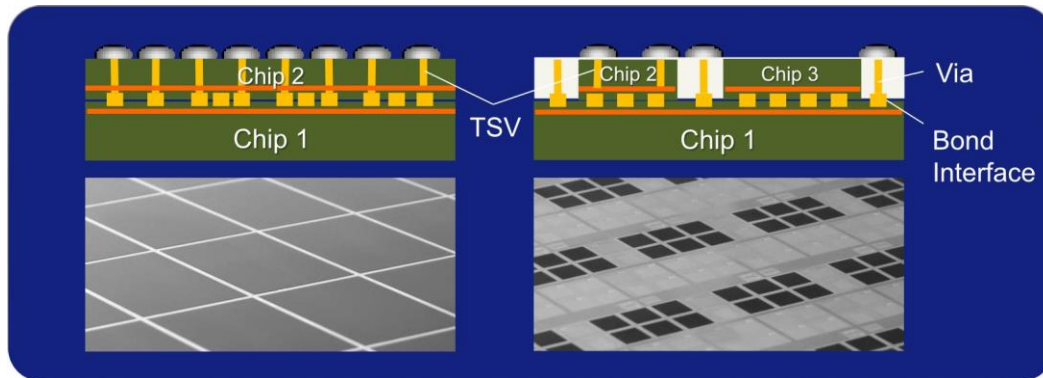 Chip 2
Chip 1
TSV
Chip 2
Chip 3
Chip 1
Via
Bond
Interface